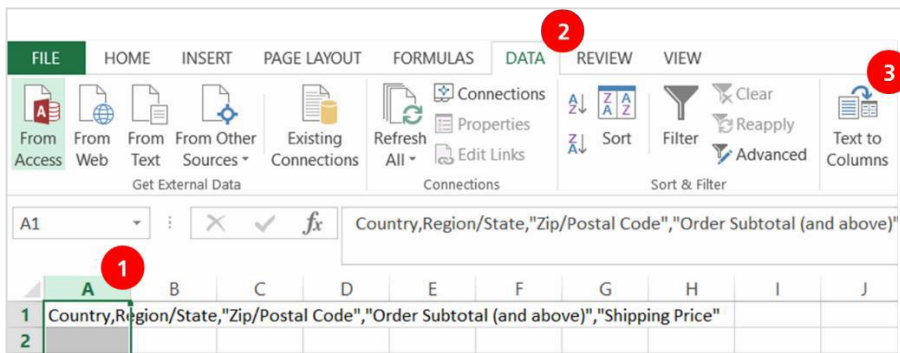 2
FILE HOME INSERT PAGE LAYOUT FORMULAS DATA REVIEW VIEW
3
From Access
From Web
From Text
From Other Sources
Existing Connections
Refresh All
Connections
Properties
Edit Links
A Z
Z A
Z A
A Z
Sort
Filter
Clear
Reapply
Advanced
Text to Columns
Get External Data
Connections
Sort & Filter
A1
fx
Country,Region/State,"Zip/Postal Code","Order Subtotal (and above)"
1
A B C D E F G H I J
1 Country,Region/State,"Zip/Postal Code","Order Subtotal (and above)","Shipping Price"
2